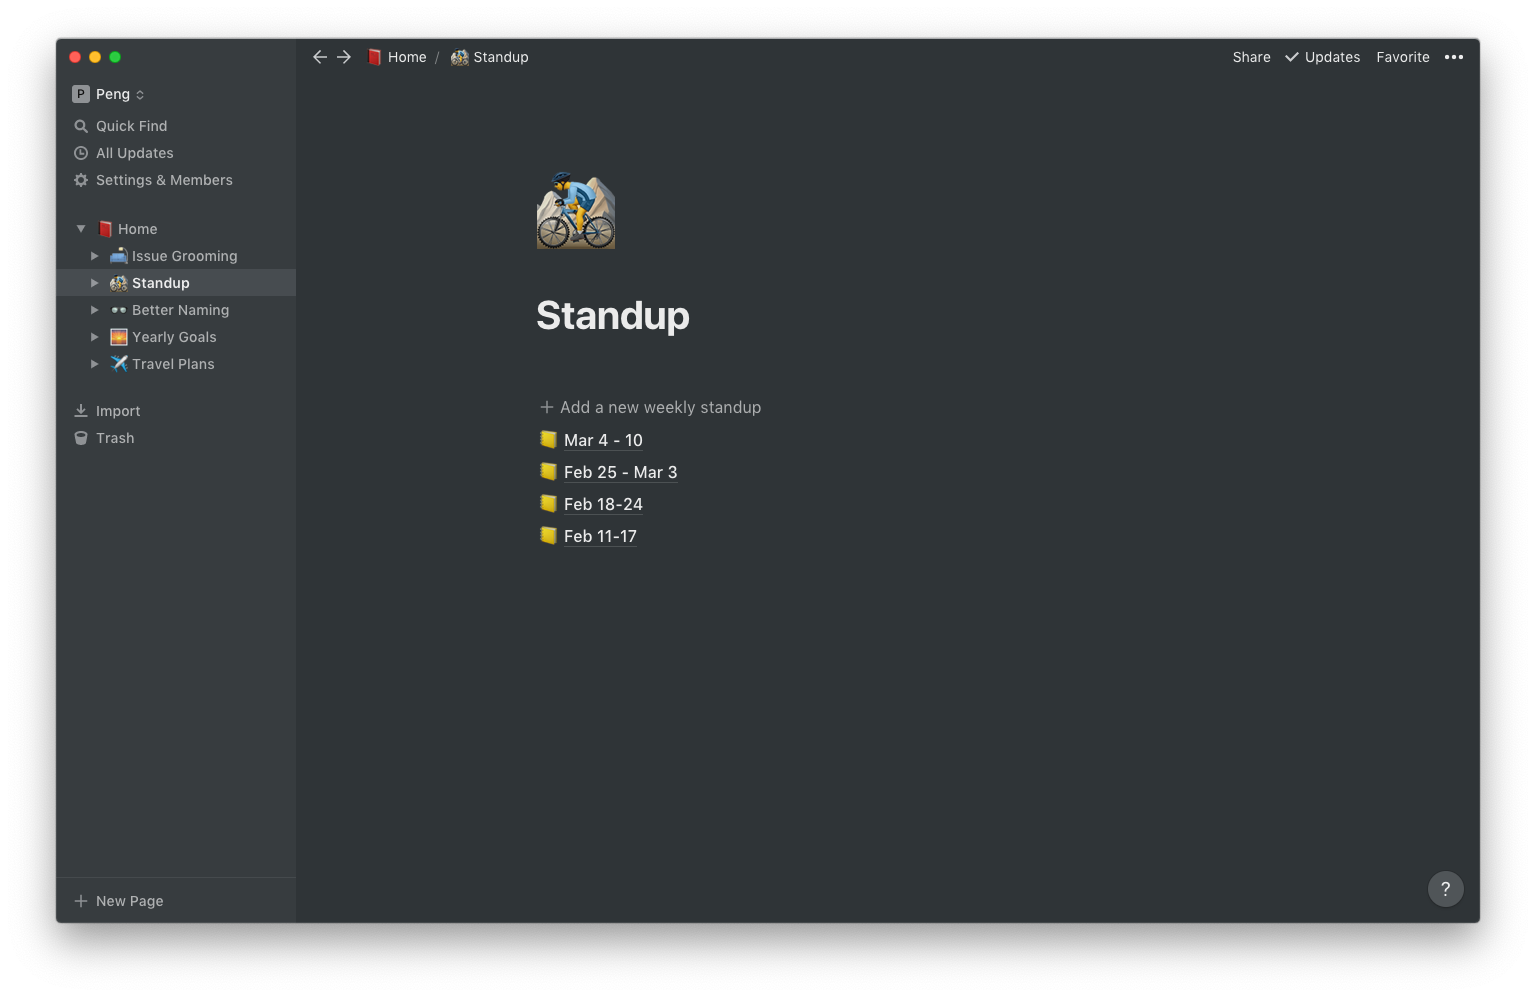 P Peng
Quick Find
All Updates
Settings & Members
Home
Issue Grooming
Standup
Better Naming
Yearly Goals
Travel Plans
Import
Trash
New Page
Home / Standup
Share Updates Favorite
Standup
Add a new weekly standup
Mar 4 - 10
Feb 25 - Mar 3
Feb 18-24
Feb 11-17
?